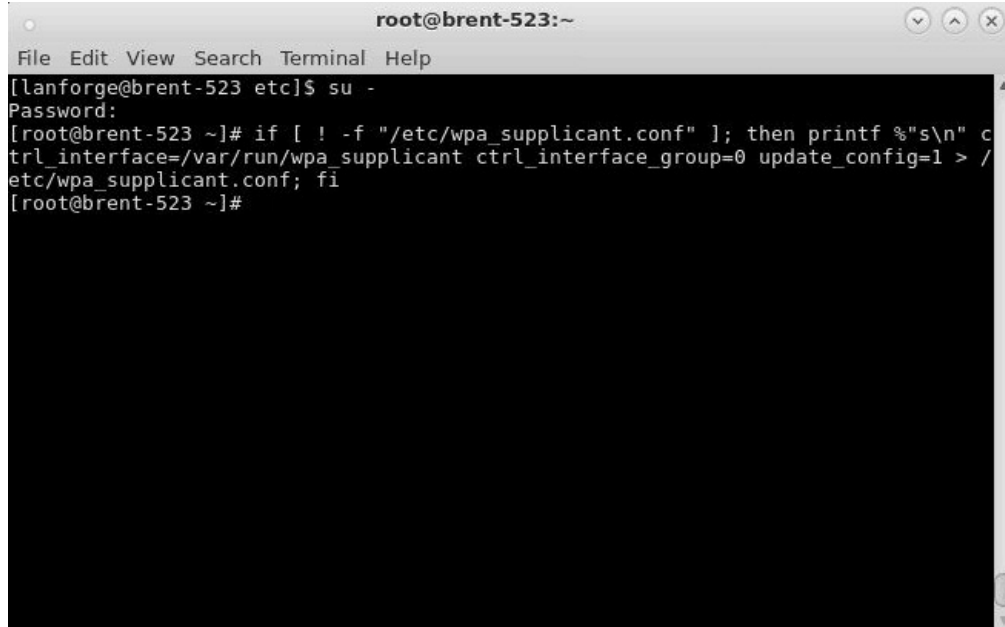 root@brent-523:~
File Edit View Search Terminal Help
[lanforge@brent-523 etc]$ su -
Password:
[root@brent-523 ~]# if [ ! -f "/etc/wpa_supplicant.conf" ]; then printf %"s\n" c
trl_interface=/var/run/wpa_supplicant ctrl_interface_group=0 update_config=1 > /
etc/wpa_supplicant.conf; fi
[root@brent-523 ~]#